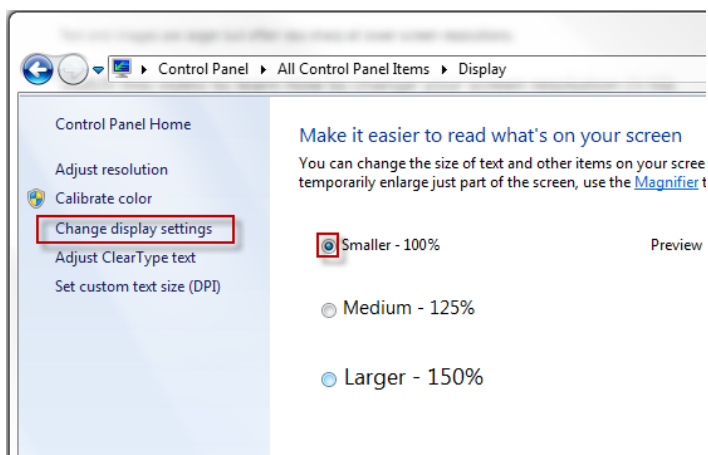 Control Panel ▸ All Control Panel Items ▸ Display
Control Panel Home
Adjust resolution
Calibrate color
Change display settings
Adjust ClearType text
Set custom text size (DPI)
Make it easier to read what's on your screen
You can change the size of text and other items on your scree
temporarily enlarge just part of the screen, use the Magnifier t
Smaller - 100%
Preview
Medium - 125%
Larger - 150%